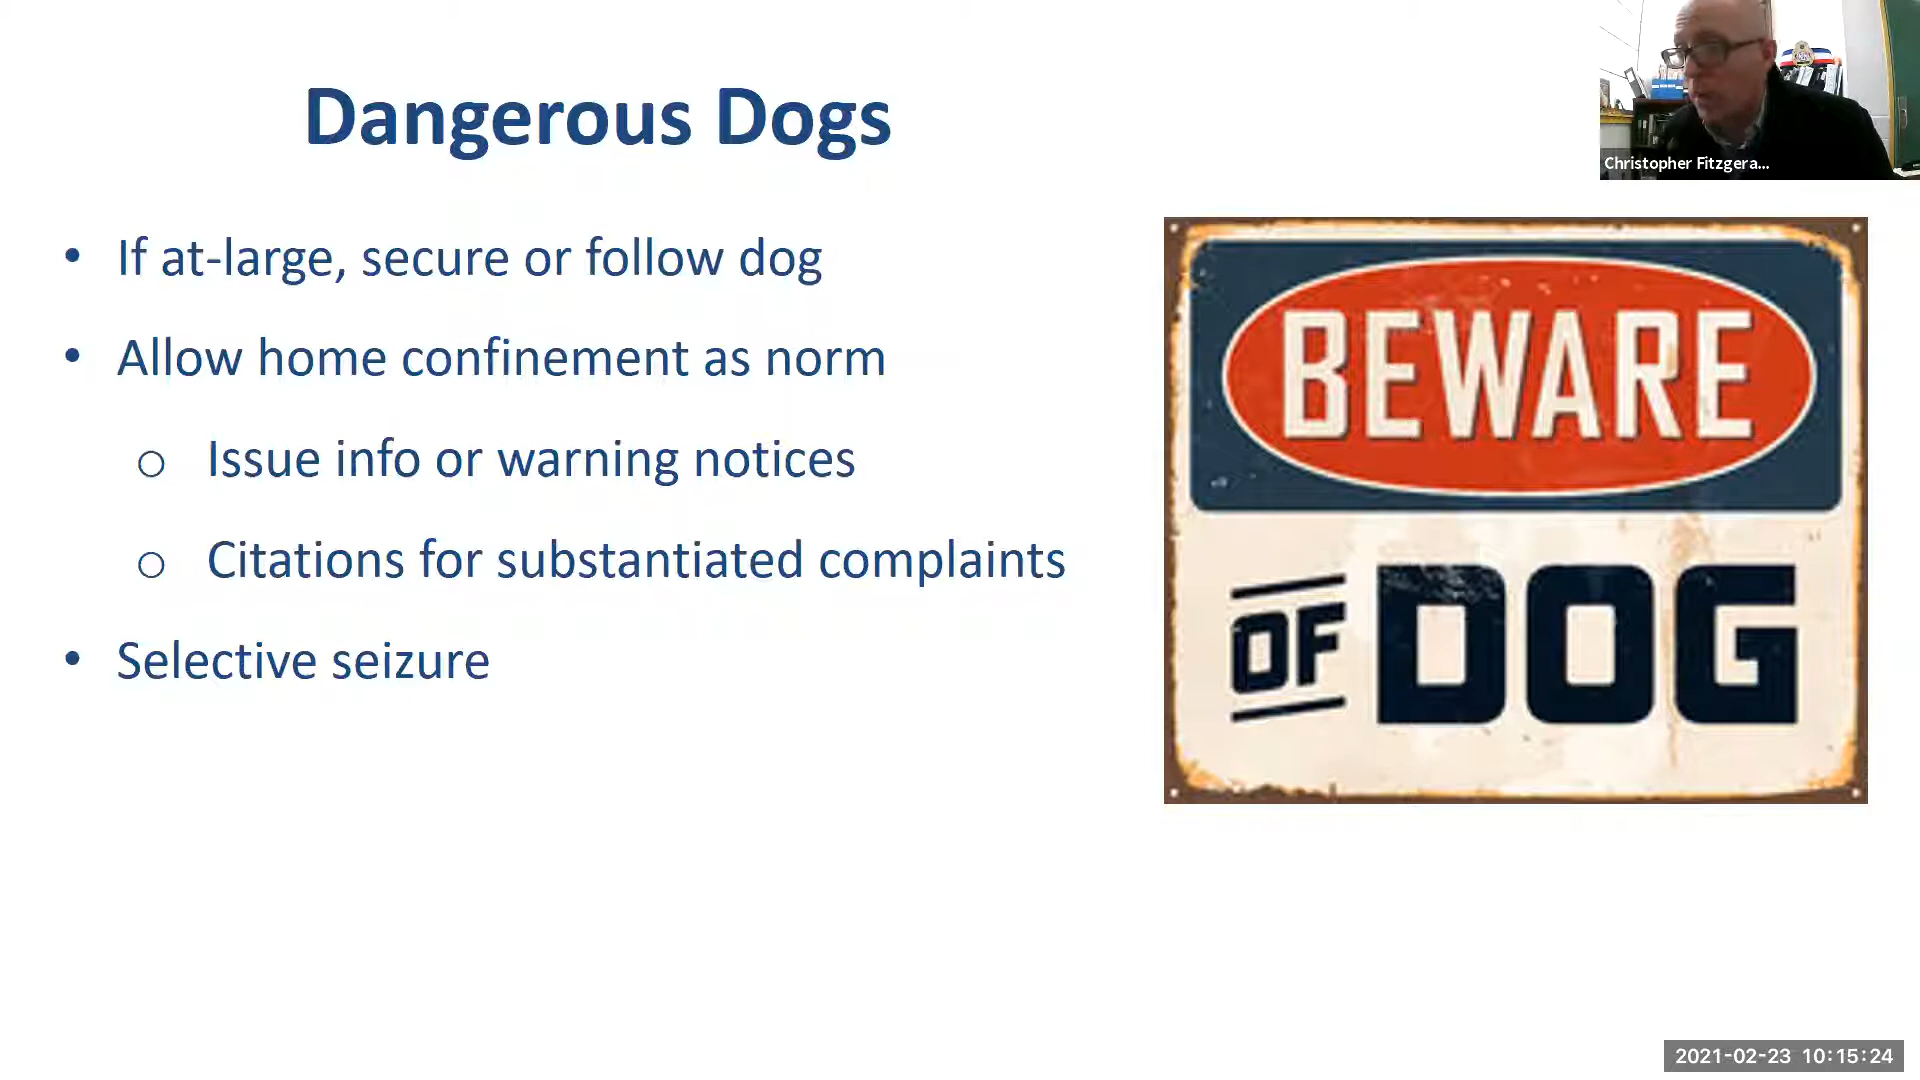 Dangerous Dogs
Christopher Fitzgera...
• If at-large, secure or follow dog
• Allow home confinement as norm
o Issue info or warning notices
o Citations for substantiated complaints
• Selective seizure
BEWARE
OF DOG
2021-02-23 10:15:24